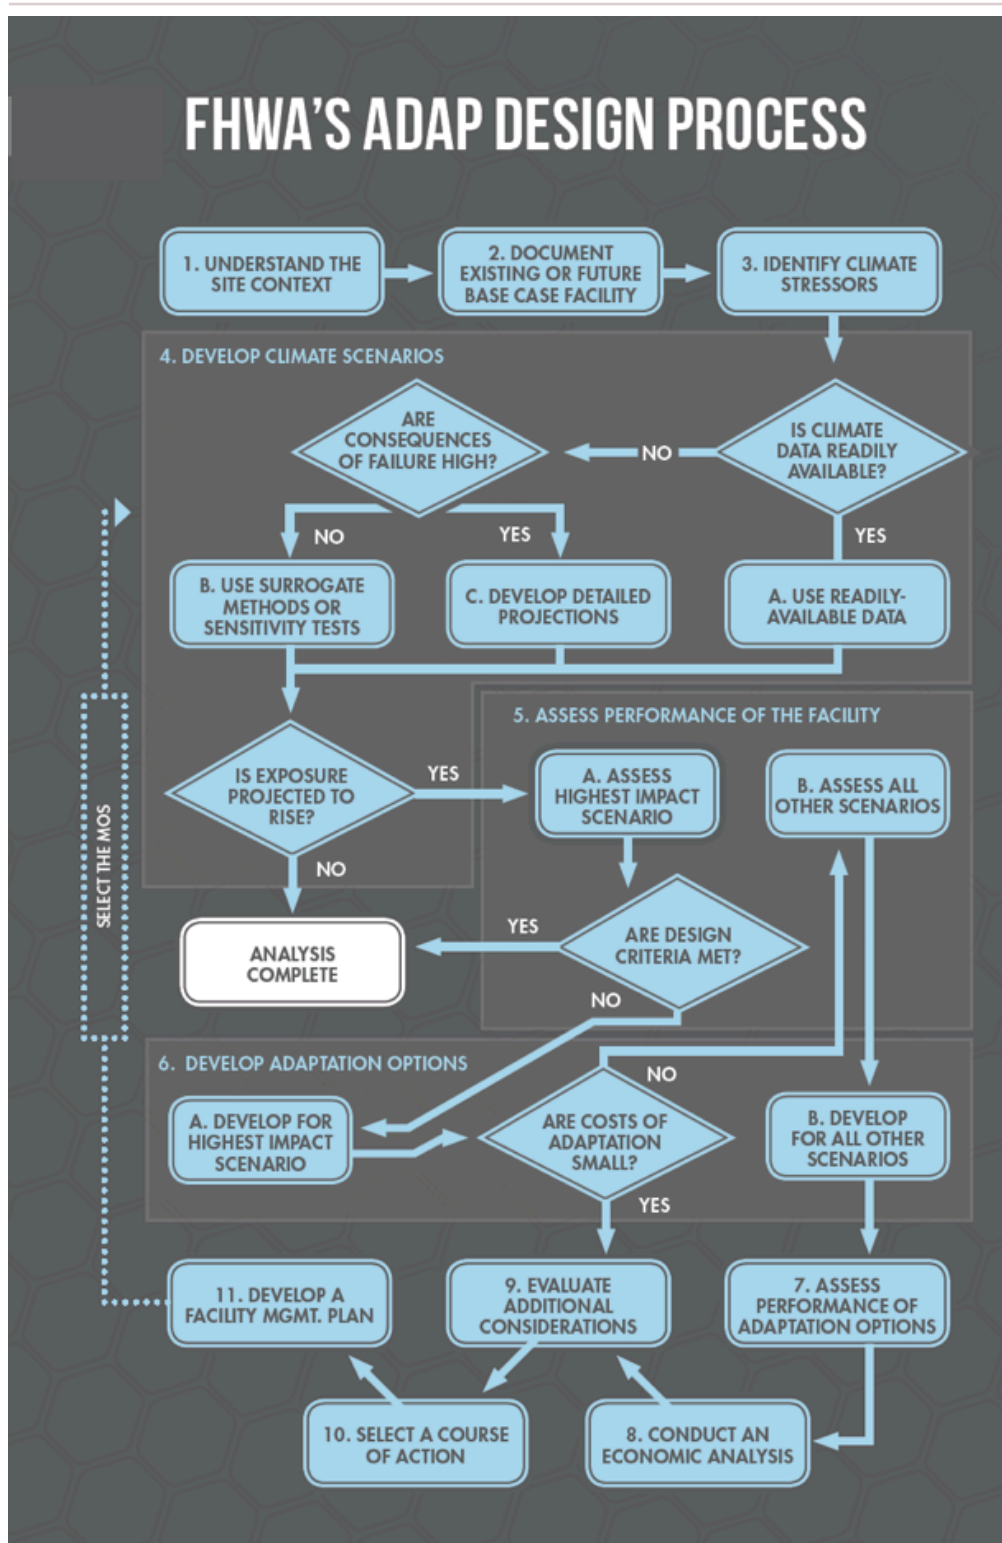 FHWA'S ADAP DESIGN PROCESS
1. UNDERSTAND THE
SITE CONTEXT
2. DOCUMENT
EXISTING OR FUTURE
BASE CASE FACILITY
3. IDENTIFY CLIMATE
STRESSORS
4. DEVELOP CLIMATE SCENARIOS
ARE
CONSEQUENCES
OF FAILURE HIGH?
NO
IS CLIMATE
DATA READILY
AVAILABLE?
NO
YES
YES
B. USE SURROGATE
METHODS OR
SENSITIVITY TESTS
C. DEVELOP DETAILED
PROJECTIONS
A. USE READILY-
AVAILABLE DATA
5. ASSESS PERFORMANCE OF THE FACILITY
IS EXPOSURE
PROJECTED TO
RISE?
YES
A. ASSESS
HIGHEST IMPACT
SCENARIO
B. ASSESS ALL
OTHER SCENARIOS
NO
SELECT THE MOS
ANALYSIS
COMPLETE
YES
ARE DESIGN
CRITERIA MET?
NO
6. DEVELOP ADAPTATION OPTIONS
NO
A. DEVELOP FOR
HIGHEST IMPACT
SCENARIO
ARE COSTS OF
ADAPTATION
SMALL?
B. DEVELOP
FOR ALL OTHER
SCENARIOS
YES
11. DEVELOP A
FACILITY MGMT. PLAN
9. EVALUATE
ADDITIONAL
CONSIDERATIONS
7. ASSESS
PERFORMANCE OF
ADAPTATION OPTIONS
10. SELECT A COURSE
OF ACTION
8. CONDUCT AN
ECONOMIC ANALYSIS